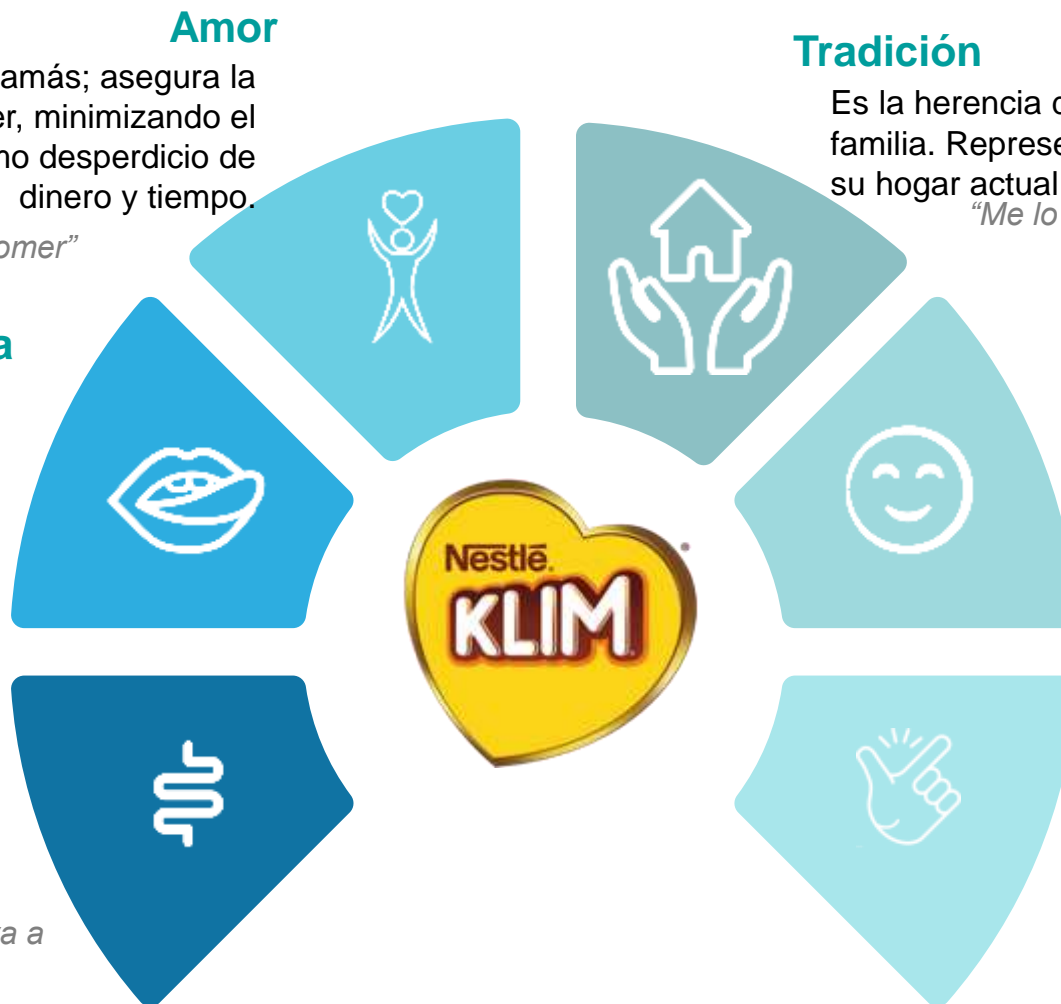 Amor
amás; asegura la
er, minimizando el
no desperdicio de
dinero y tiempo.
omer”
a
Tradición
Es la herencia
familia. Represe
su hogar actual
“Me lo
Nestlé.
KLIM
a a